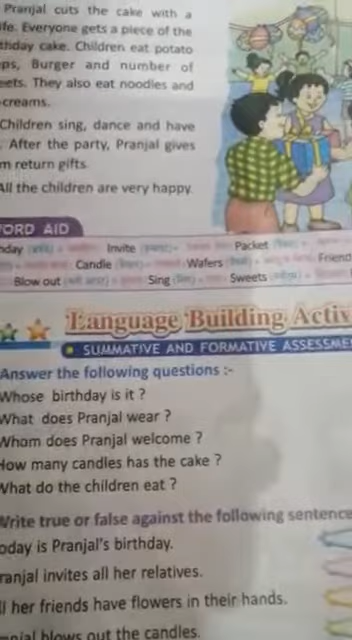 Pranjal cuts the cake with a
ife. Everyone gets a piece of the
thday cake. Children eat potato
ps, Burger and number of
eets. They also eat noodles and
-creams.
Children sing, dance and have
. After the party, Pranjal gives
m return gifts.
All the children are very happy.
ORD AID
day Invite Packet
Candle Wafers Friend
Blow out Sing Sweets
Language Building Activ
SUMMATIVE AND FORMATIVE ASSESSME
Answer the following questions :-
Whose birthday is it ?
What does Pranjal wear ?
Whom does Pranjal welcome ?
How many candles has the cake ?
What do the children eat ?
Write true or false against the following sentence
oday is Pranjal's birthday.
ranjal invites all her relatives.
ll her friends have flowers in their hands.
anjal blows out the candles.